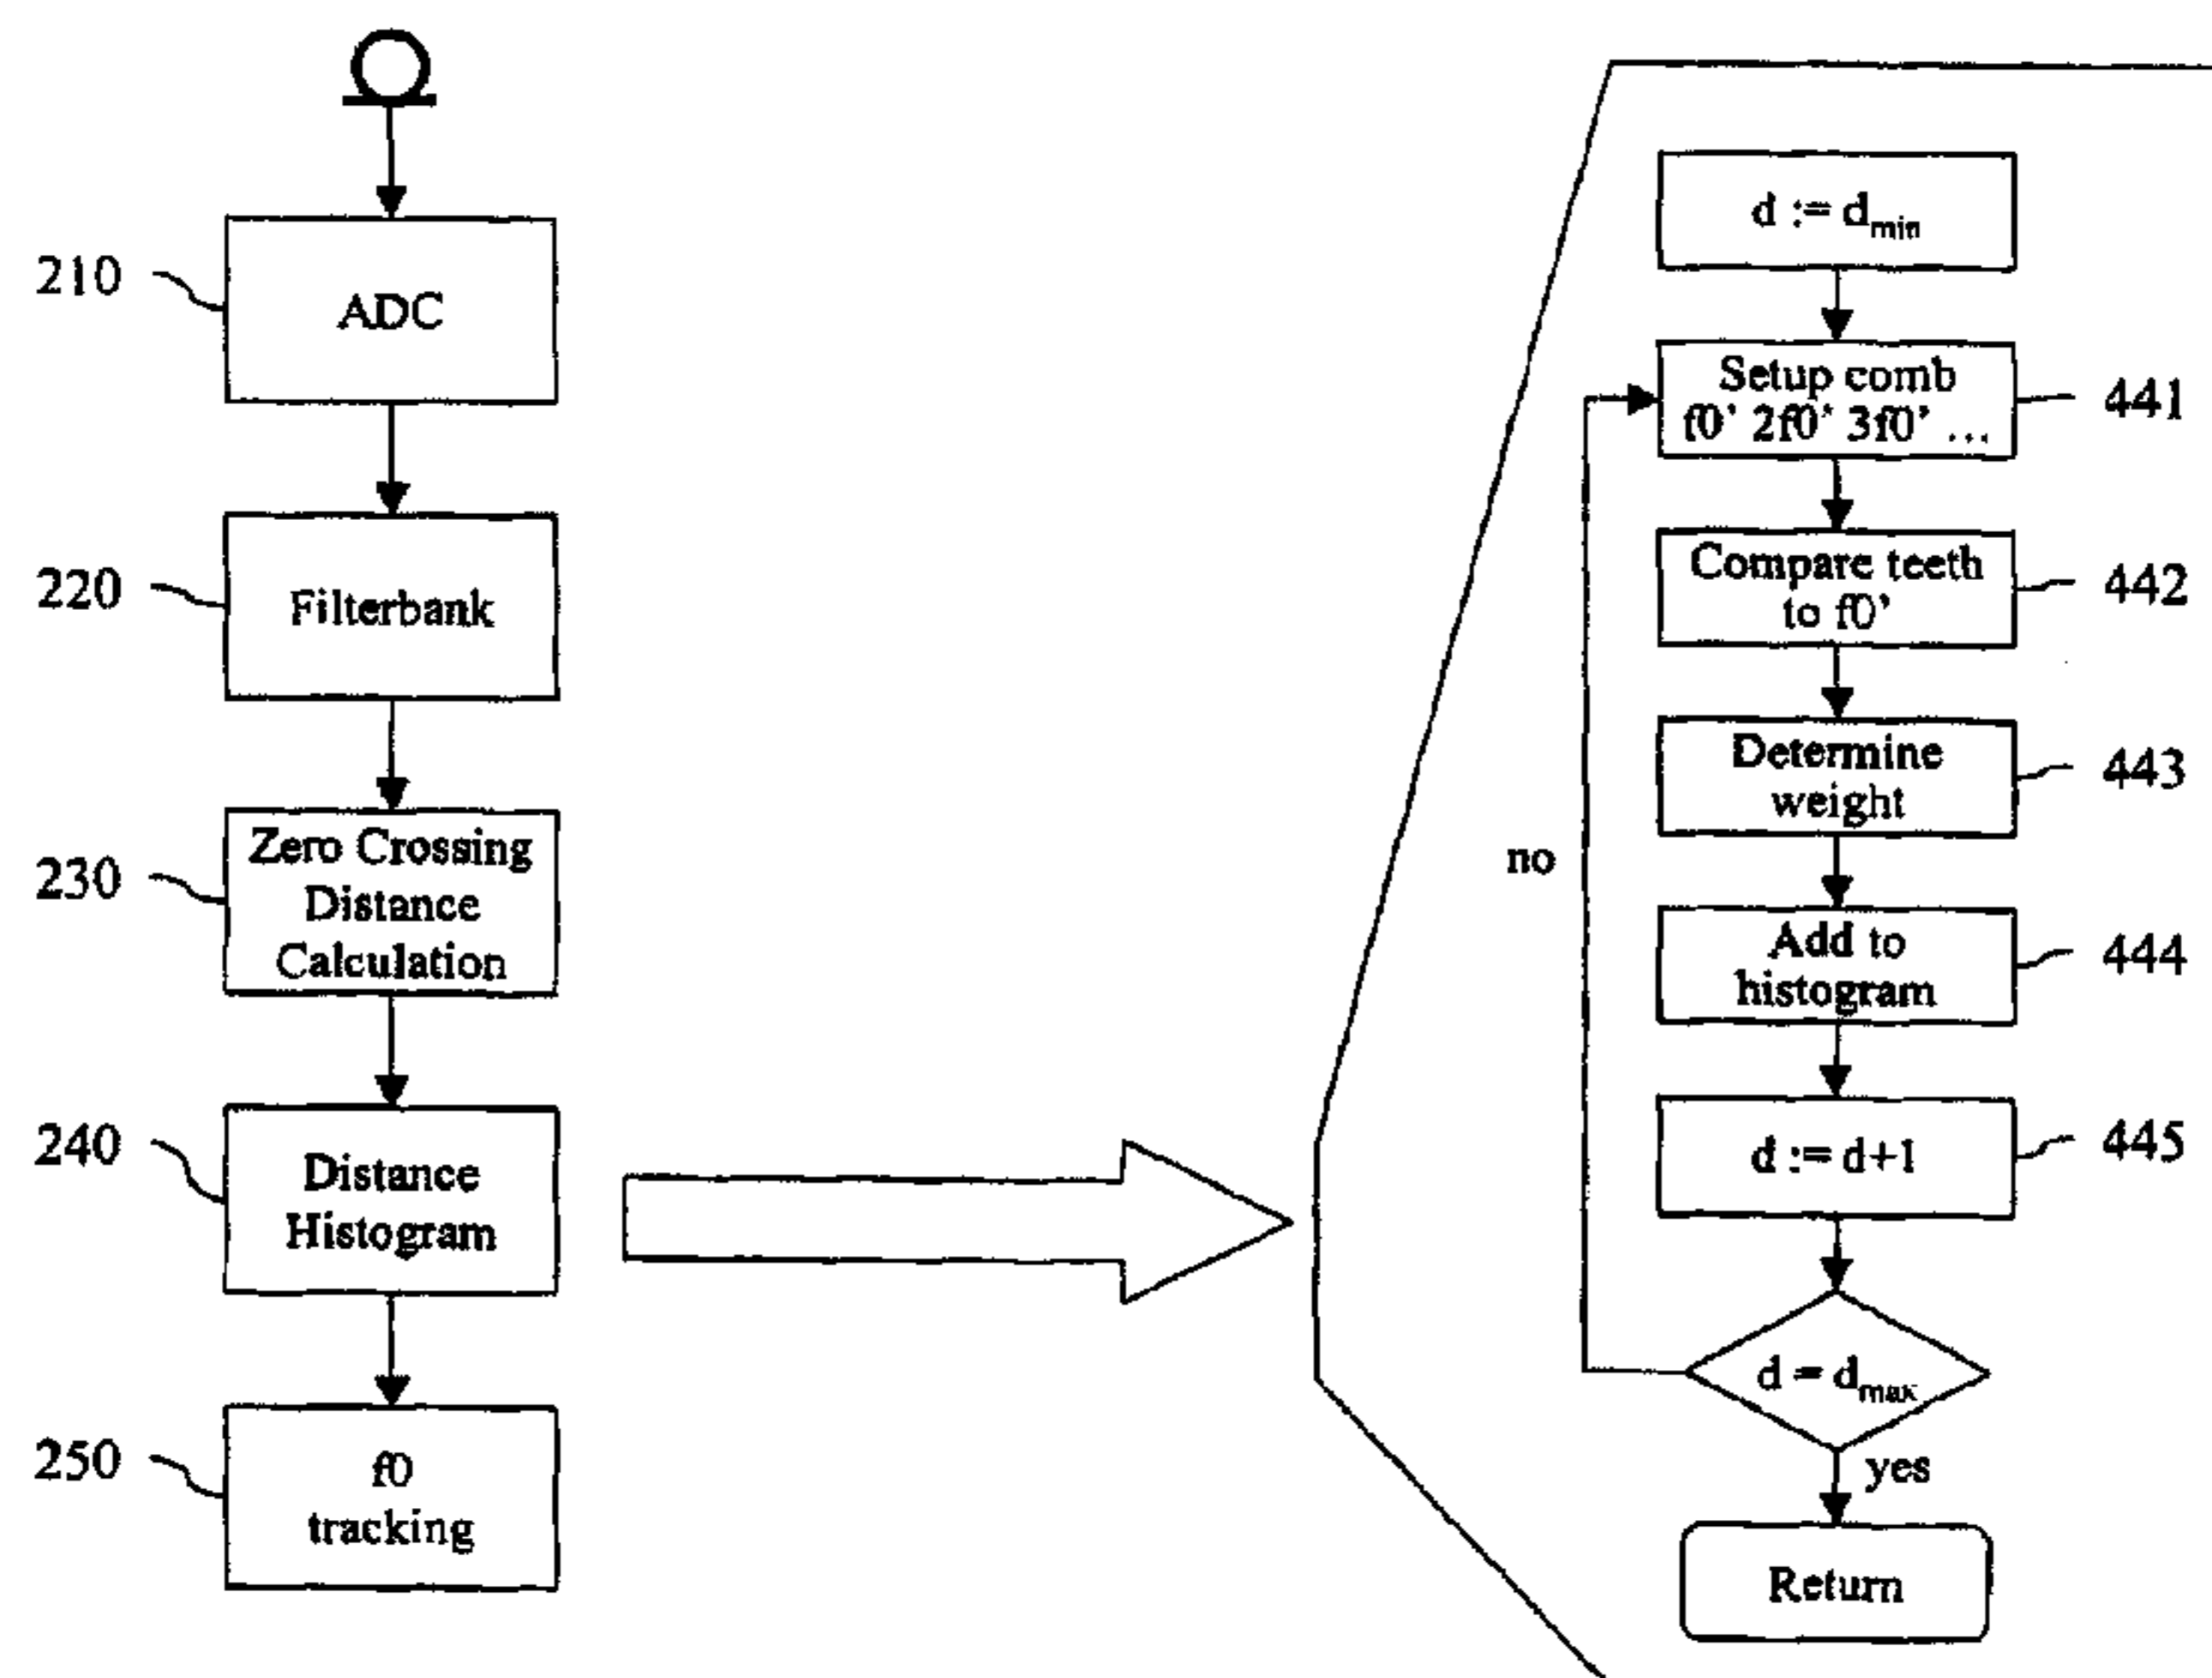 210
ADC
220
Filterbank
230
Zero Crossing
Distance
Calculation
240
Distance
Histogram
250
f0
tracking
d := dmin
Setup comb
f0' 2f0' 3f0' ...
441
Compare teeth
to f0'
442
Determine
weight
443
no
Add to
histogram
444
d := d+1
445
d = dmax
yes
Return